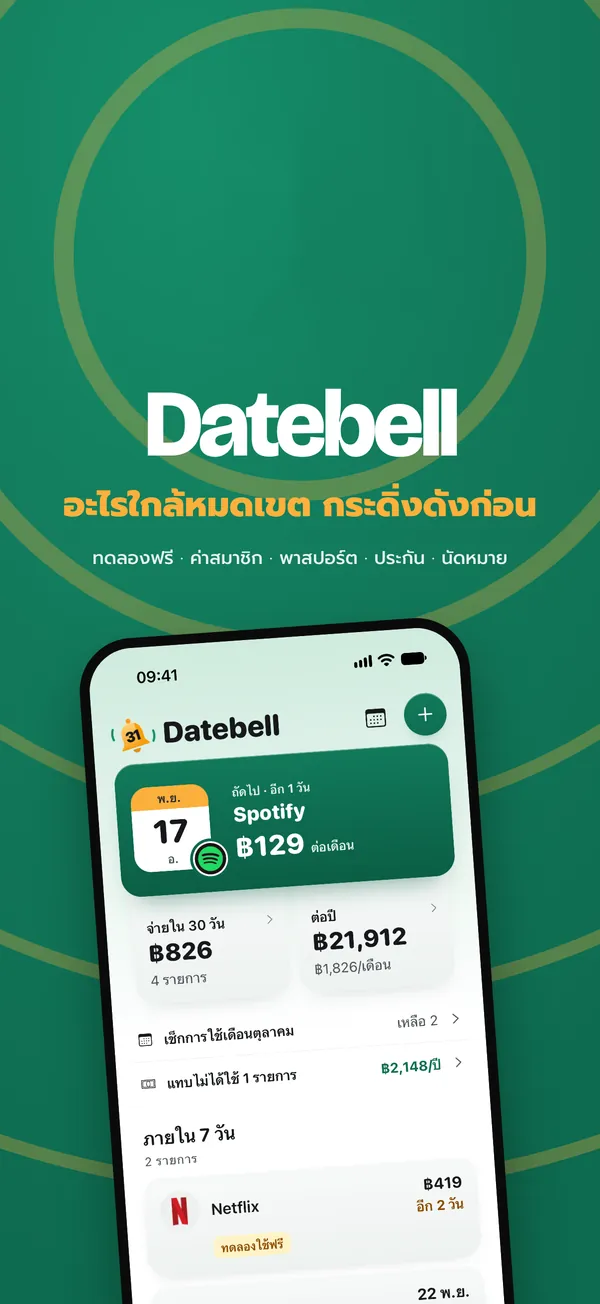 Datebell
อะไรใกล้หมดเขต กระดิ่งดังก่อน
ทดลองฟรี · ค่าสมาชิก · พาสปอร์ต · ประกัน · นัดหมาย
09:41
31 Datebell
พ.ย.
17
อ.
ถัดไป · อีก 1 วัน
Spotify
฿129 ต่อเดือน
จ่ายใน 30 วัน
฿826
4 รายการ
ต่อปี
฿21,912
฿1,826/เดือน
เช็กการใช้เดือนตุลาคม เหลือ 2
แทบไม่ได้ใช้ 1 รายการ ฿2,148/ปี
ภายใน 7 วัน
2 รายการ
Netflix ฿419
อีก 2 วัน
ทดลองใช้ฟรี
22 พ.ย.